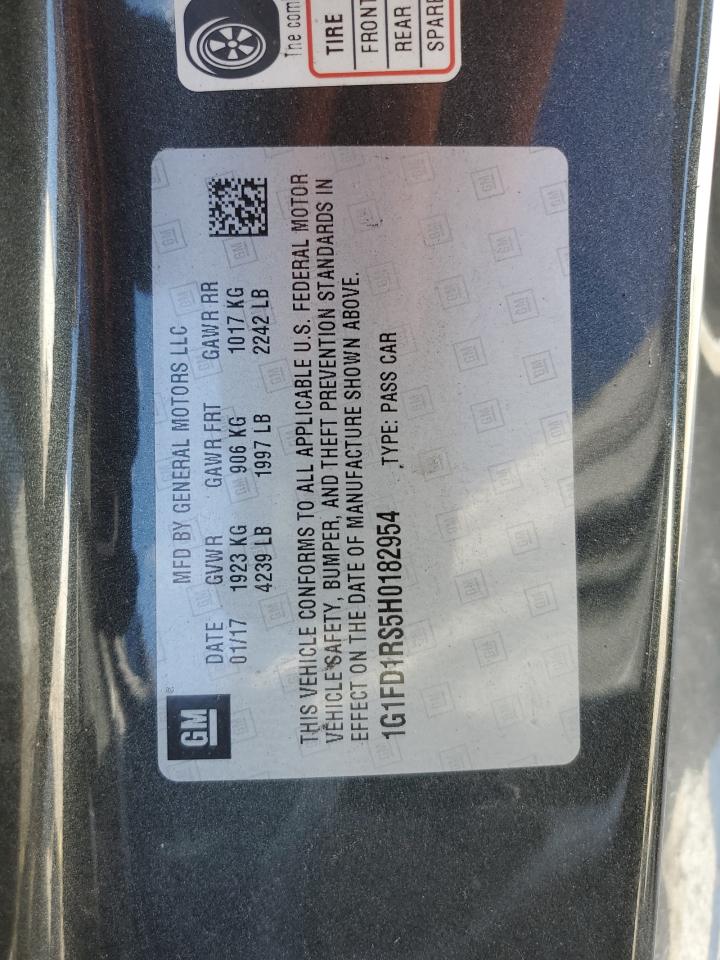 The com
TIRE
FRONT
REAR
SPARE
GM
®
MFD BY GENERAL MOTORS LLC
DATE GVWR GAWR FRT GAWR RR
01/17 1923 KG 906 KG 1017 KG
4239 LB 1997 LB 2242 LB
THIS VEHICLE CONFORMS TO ALL APPLICABLE U.S. FEDERAL MOTOR
VEHICLE SAFETY, BUMPER, AND THEFT PREVENTION STANDARDS IN
EFFECT ON THE DATE OF MANUFACTURE SHOWN ABOVE.
1G1FD1RS5H0182954 TYPE: PASS CAR